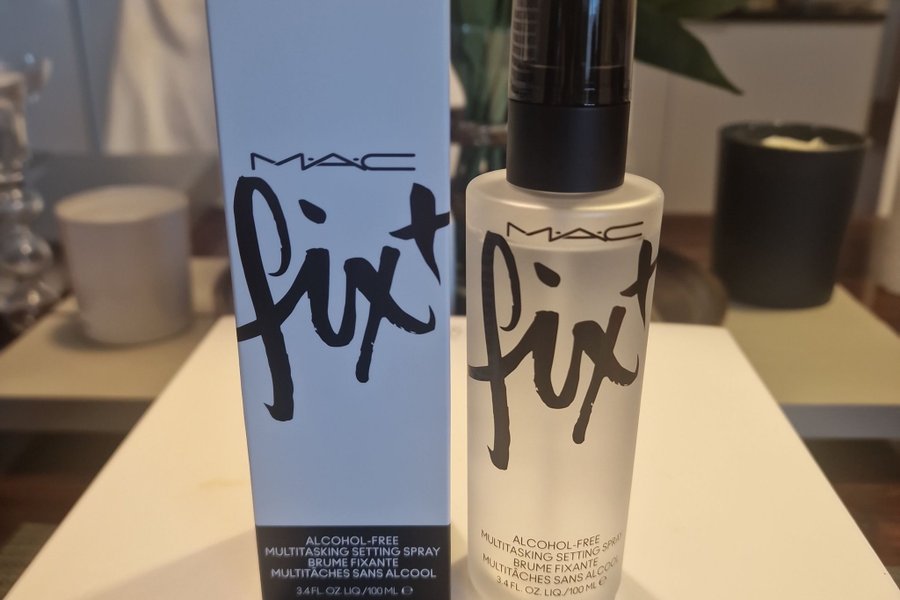 M·A·C
fix+
ALCOHOL-FREE
MULTITASKING SETTING SPRAY
BRUME FIXANTE
MULTITÂCHES SANS ALCOOL
3.4 FL. OZ. LIQ./100 ML ℮
M·A·C
fix+
ALCOHOL-FREE
MULTITASKING SETTING SPRAY
BRUME FIXANTE
MULTITÂCHES SANS ALCOOL
3.4 FL. OZ. LIQ./100 ML ℮